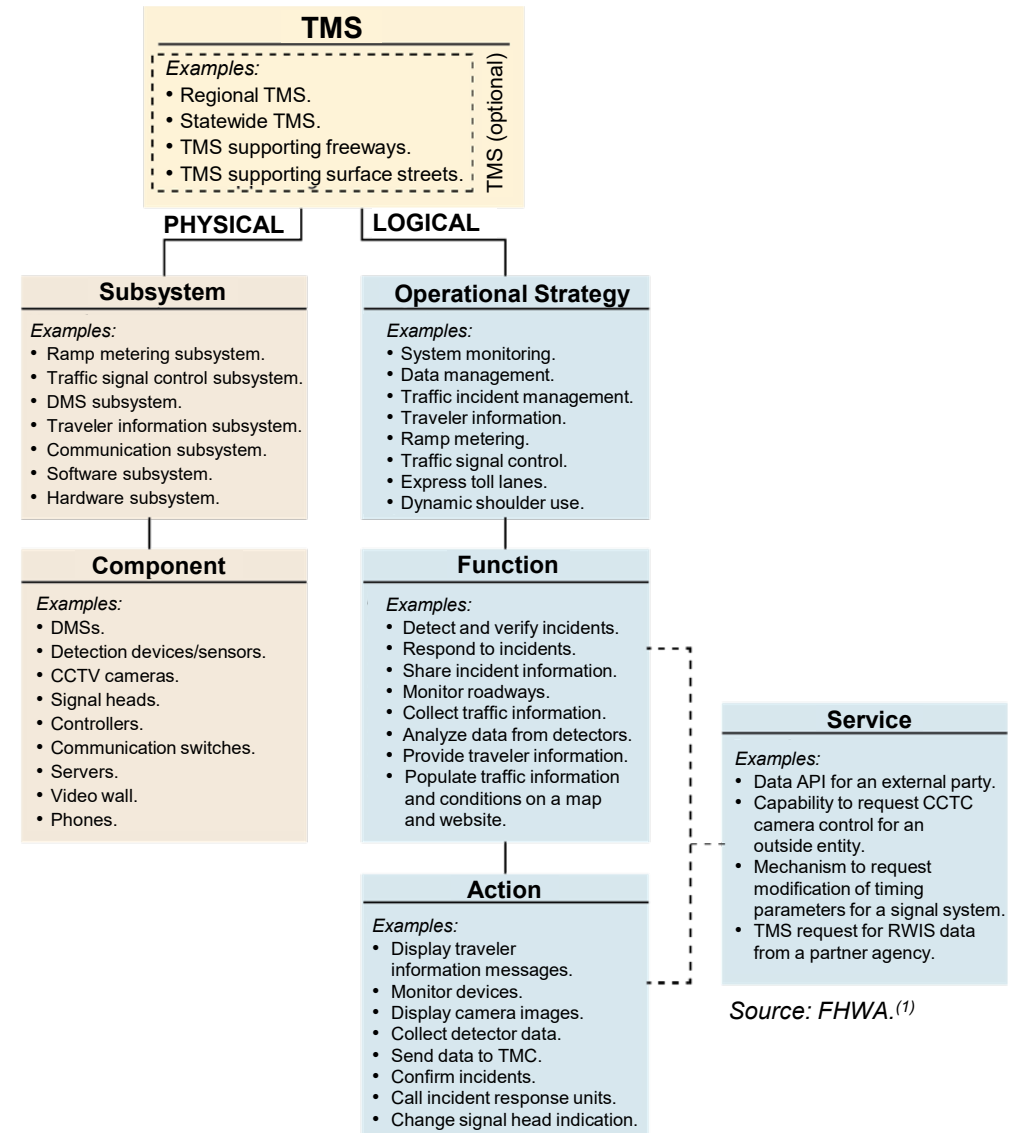 TMS
Examples:
• Regional TMS.
• Statewide TMS.
• TMS supporting freeways.
• TMS supporting surface streets.
TMS (optional)
PHYSICAL
LOGICAL
Subsystem
Examples:
• Ramp metering subsystem.
• Traffic signal control subsystem.
• DMS subsystem.
• Traveler information subsystem.
• Communication subsystem.
• Software subsystem.
• Hardware subsystem.
Operational Strategy
Examples:
• System monitoring.
• Data management.
• Traffic incident management.
• Traveler information.
• Ramp metering.
• Traffic signal control.
• Express toll lanes.
• Dynamic shoulder use.
Component
Examples:
• DMSs.
• Detection devices/sensors.
• CCTV cameras.
• Signal heads.
• Controllers.
• Communication switches.
• Servers.
• Video wall.
• Phones.
Function
Examples:
• Detect and verify incidents.
• Respond to incidents.
• Share incident information.
• Monitor roadways.
• Collect traffic information.
• Analyze data from detectors.
• Provide traveler information.
• Populate traffic information
and conditions on a map
and website.
Service
Examples:
• Data API for an external party.
• Capability to request CCTC
camera control for an
outside entity.
• Mechanism to request
modification of timing
parameters for a signal system.
• TMS request for RWIS data
from a partner agency.
Action
Examples:
• Display traveler
information messages.
• Monitor devices.
• Display camera images.
• Collect detector data.
• Send data to TMC.
• Confirm incidents.
• Call incident response units.
• Change signal head indication.
Source: FHWA.(1)